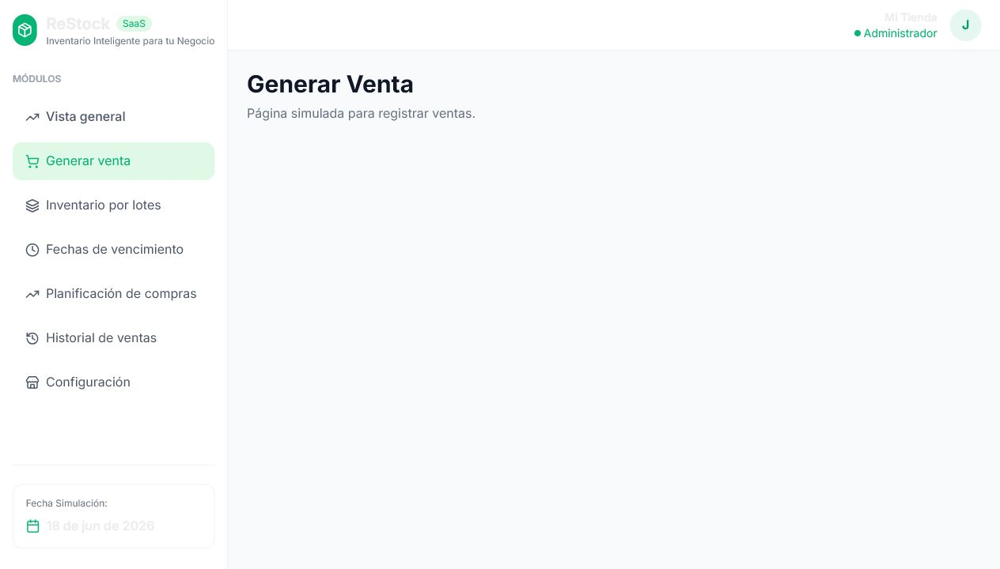 ReStock SaaS
Inventario Inteligente para tu Negocio
MÓDULOS
Vista general
Generar venta
Inventario por lotes
Fechas de vencimiento
Planificación de compras
Historial de ventas
Configuración
Fecha Simulación:
18 de jun de 2026
Mi Tienda
Administrador
J
Generar Venta
Página simulada para registrar ventas.